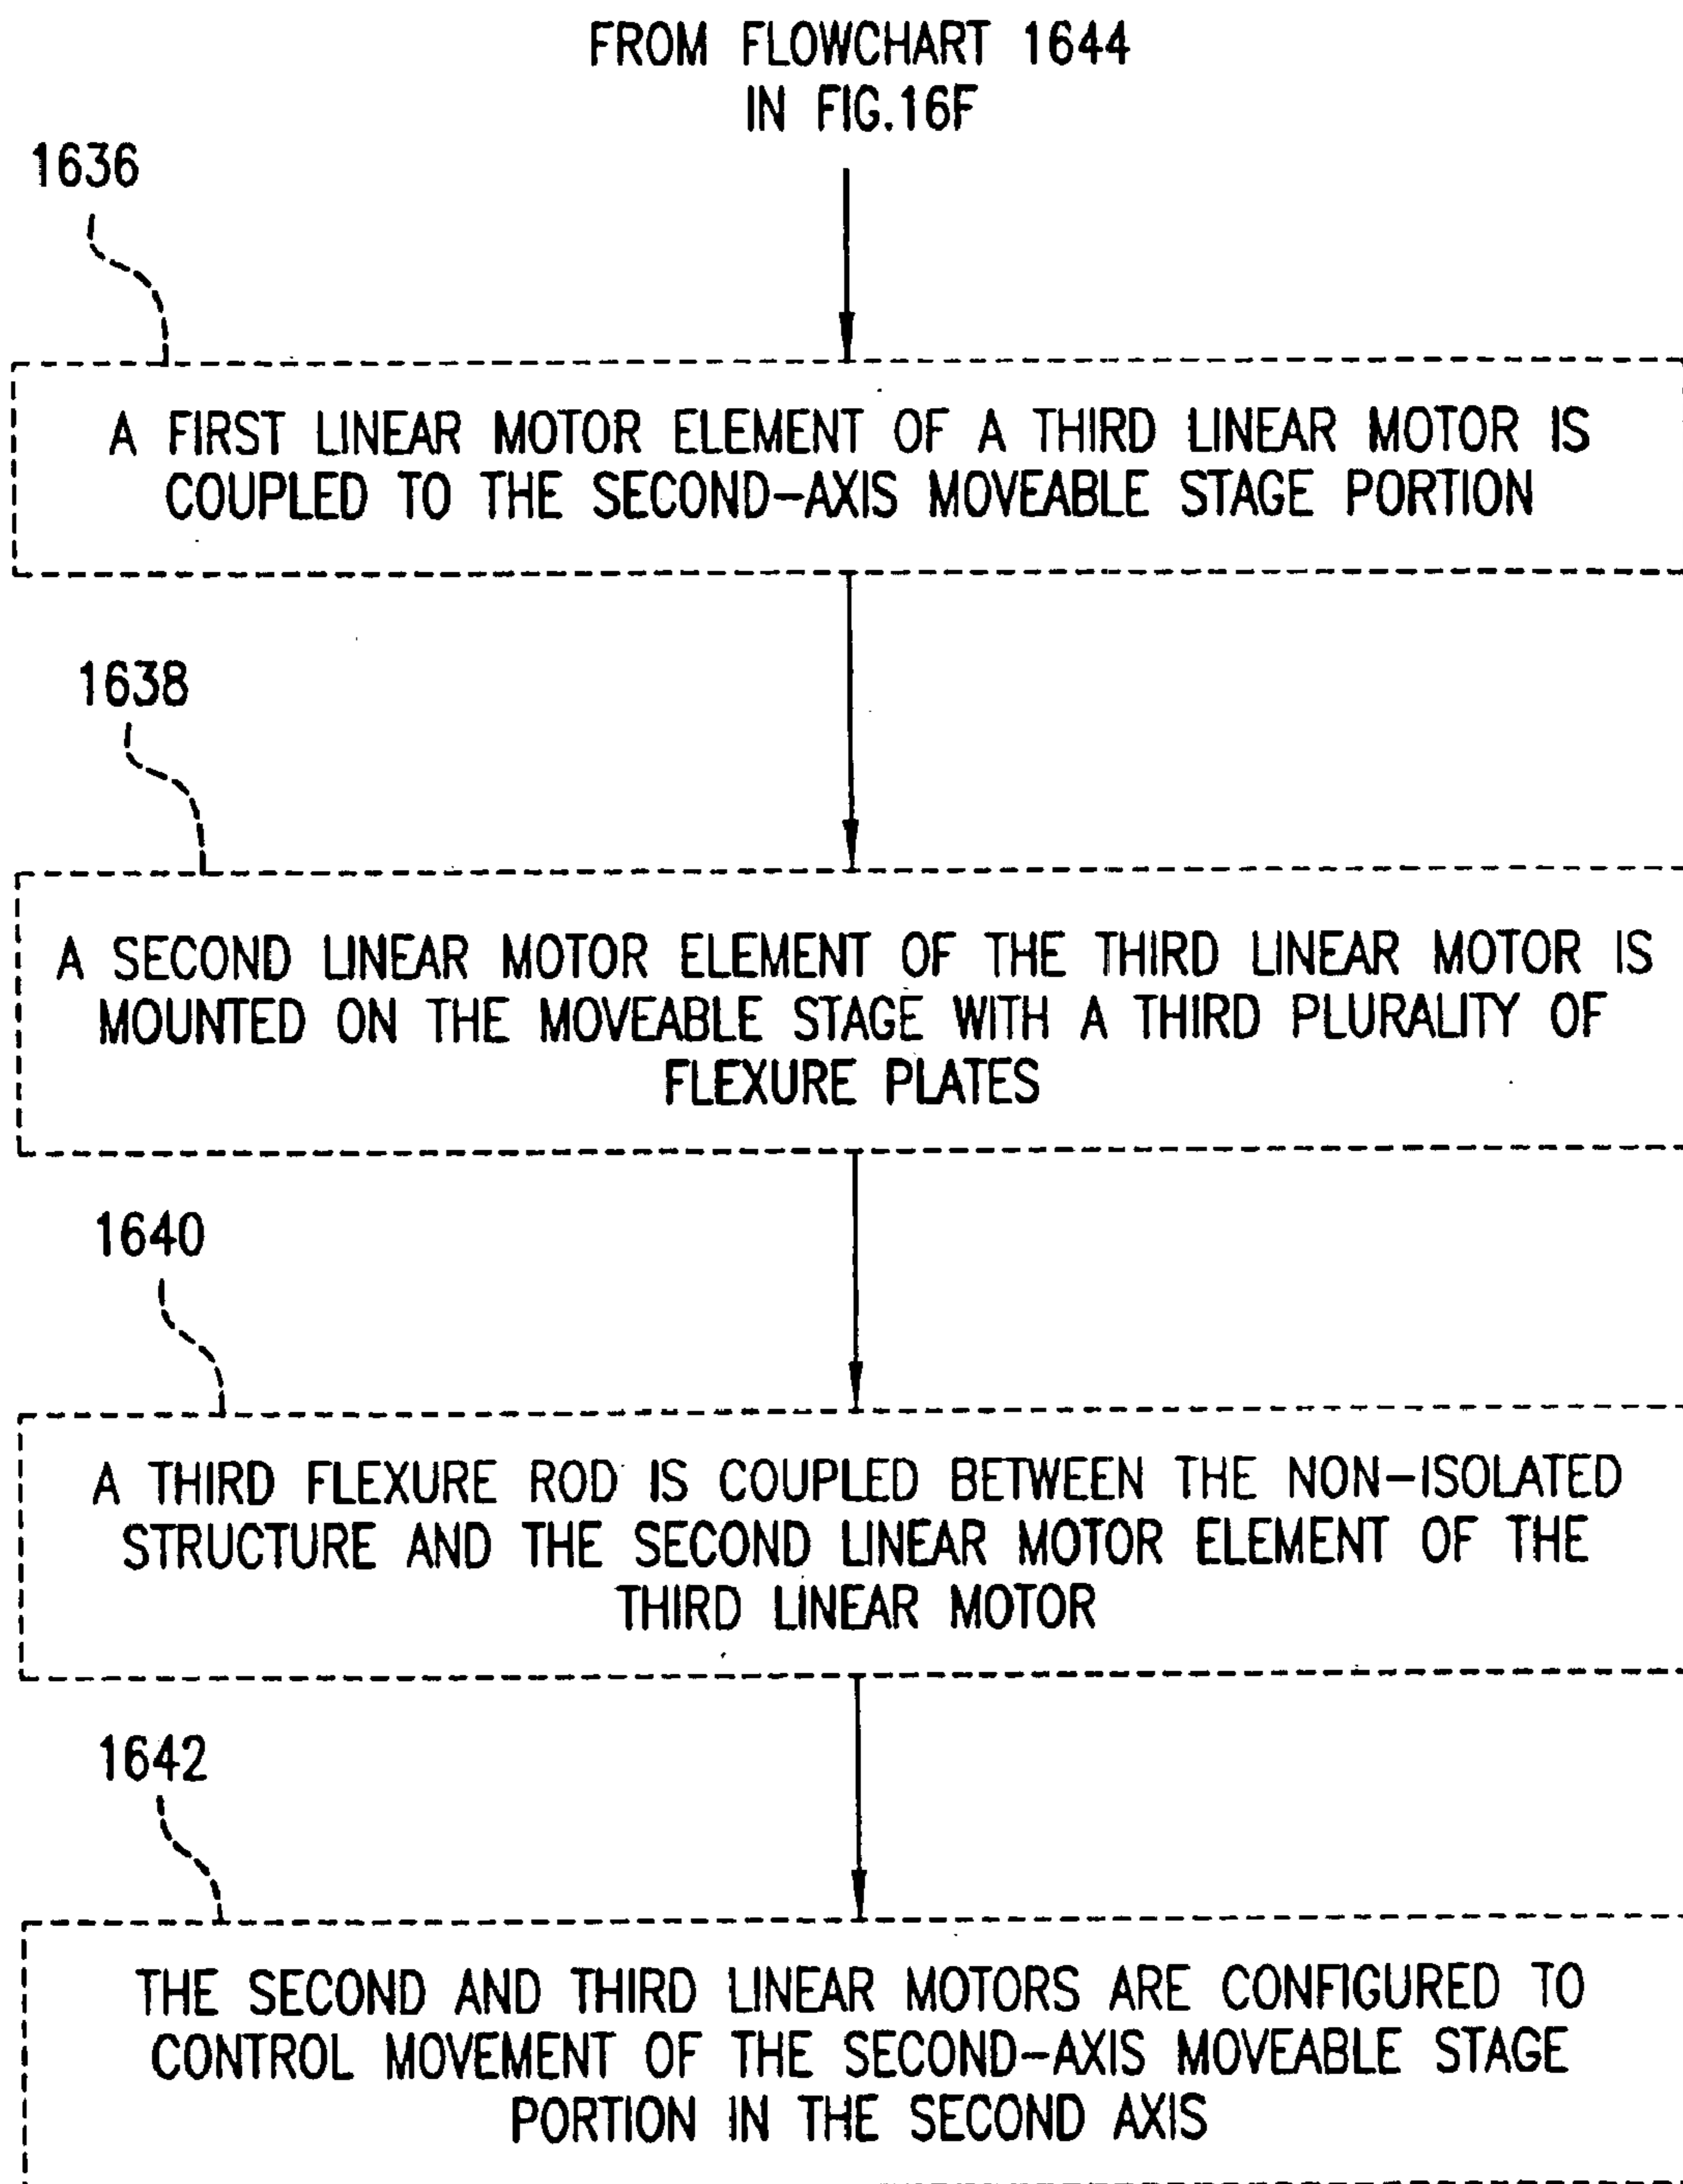 FROM FLOWCHART 1644
IN FIG.16F
1636
A FIRST LINEAR MOTOR ELEMENT OF A THIRD LINEAR MOTOR IS
COUPLED TO THE SECOND-AXIS MOVEABLE STAGE PORTION
1638
A SECOND LINEAR MOTOR ELEMENT OF THE THIRD LINEAR MOTOR IS
MOUNTED ON THE MOVEABLE STAGE WITH A THIRD PLURALITY OF
FLEXURE PLATES
1640
A THIRD FLEXURE ROD IS COUPLED BETWEEN THE NON-ISOLATED
STRUCTURE AND THE SECOND LINEAR MOTOR ELEMENT OF THE
THIRD LINEAR MOTOR
1642
THE SECOND AND THIRD LINEAR MOTORS ARE CONFIGURED TO
CONTROL MOVEMENT OF THE SECOND-AXIS MOVEABLE STAGE
PORTION IN THE SECOND AXIS